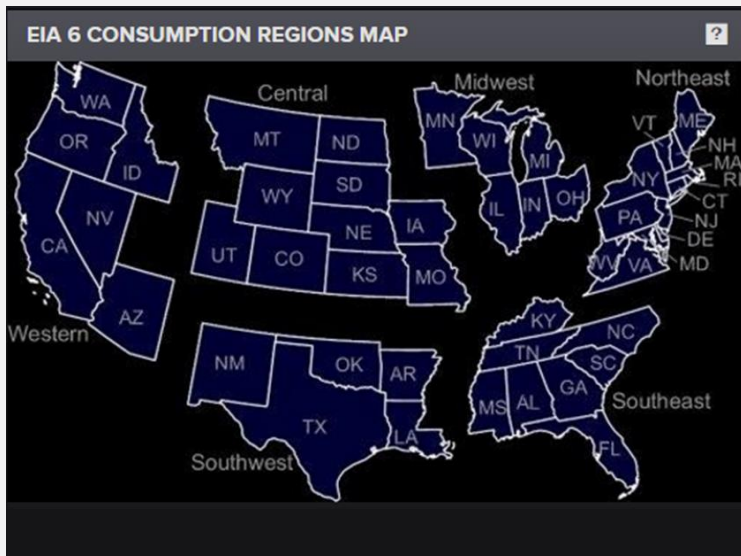 EIA 6 CONSUMPTION REGIONS MAP
?
Central
Midwest
Northeast
WA
OR
ID
NV
CA
AZ
Western
MT
ND
WY
SD
NE
IA
UT
CO
KS
MO
MN
WI
MI
IL
IN
OH
VT
ME
NH
MA
RI
NY
CT
PA
NJ
DE
MD
WV
VA
NM
OK
AR
TX
LA
Southwest
KY
NC
TN
SC
MS
AL
GA
Southeast
FL